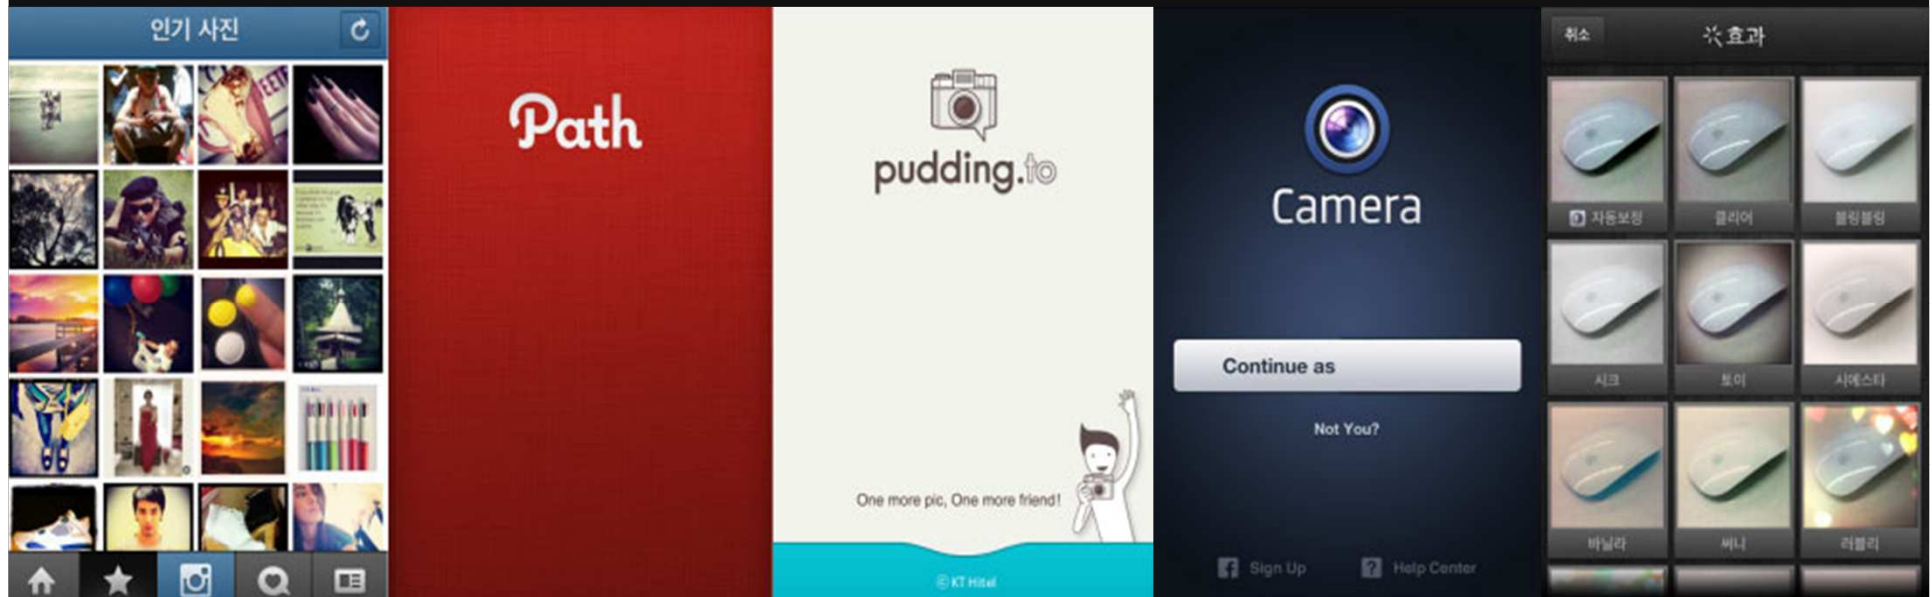 인기 사진
Path
pudding.to
One more pic, One more friend!
ⓒ KT Hitel
Camera
Continue as
Not You?
Sign Up
Help Center
취소
효과
자동보정
클리어
블링블링
시크
토이
시에스타
바닐라
써니
러블리